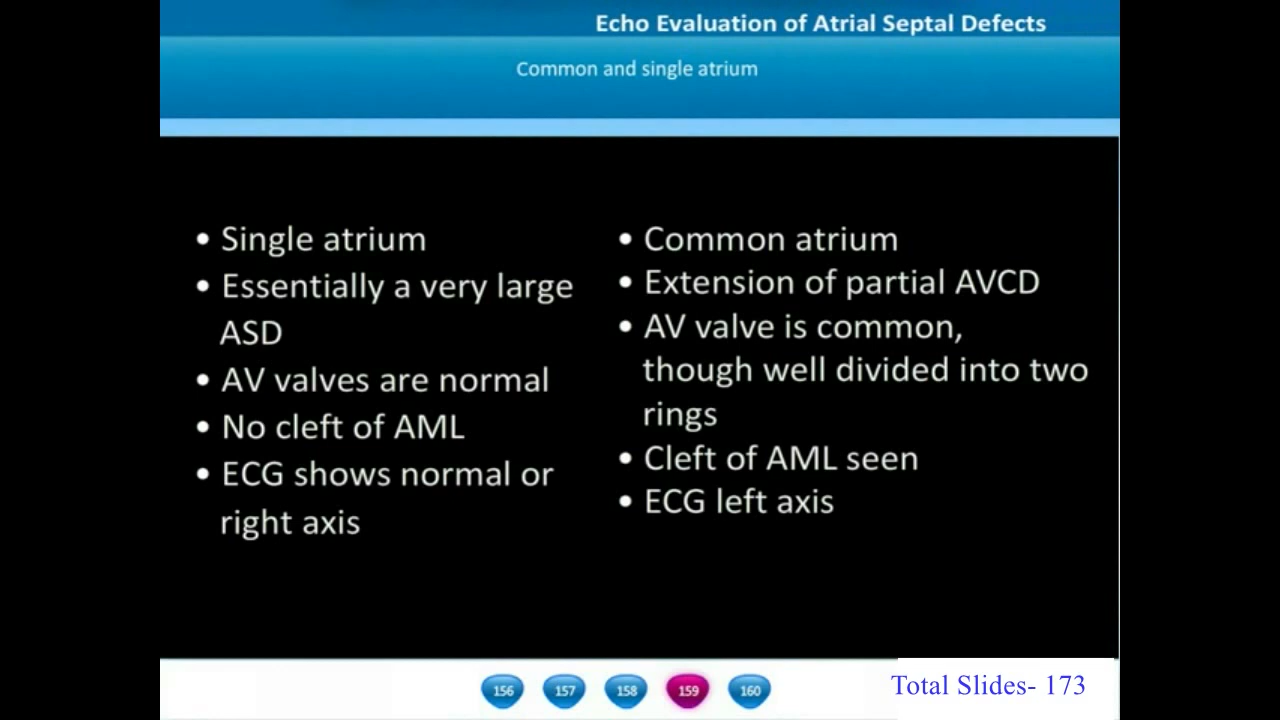 Echo Evaluation of Atrial Septal Defects
Common and single atrium
• Single atrium
• Essentially a very large
ASD
• AV valves are normal
• No cleft of AML
• ECG shows normal or
right axis
• Common atrium
• Extension of partial AVCD
• AV valve is common,
though well divided into two
rings
• Cleft of AML seen
• ECG left axis
156 157 158 159 160
Total Slides- 173